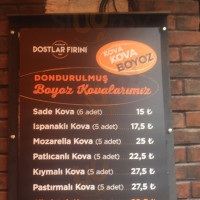 DOSTLAR FIRINI
KOVA
KOVA
BOYOZ
DONDURULMUŞ
Boyoz Kovalarımız
Sade Kova (6 adet) 15 ₺
Ispanaklı Kova (5 adet) 17,5 ₺
Mozarella Kova (5 adet) 25 ₺
Patlıcanlı Kova (5 adet) 22,5 ₺
Kıymalı Kova (5 adet) 27,5 ₺
Pastırmalı Kova (5 adet) 27,5 ₺